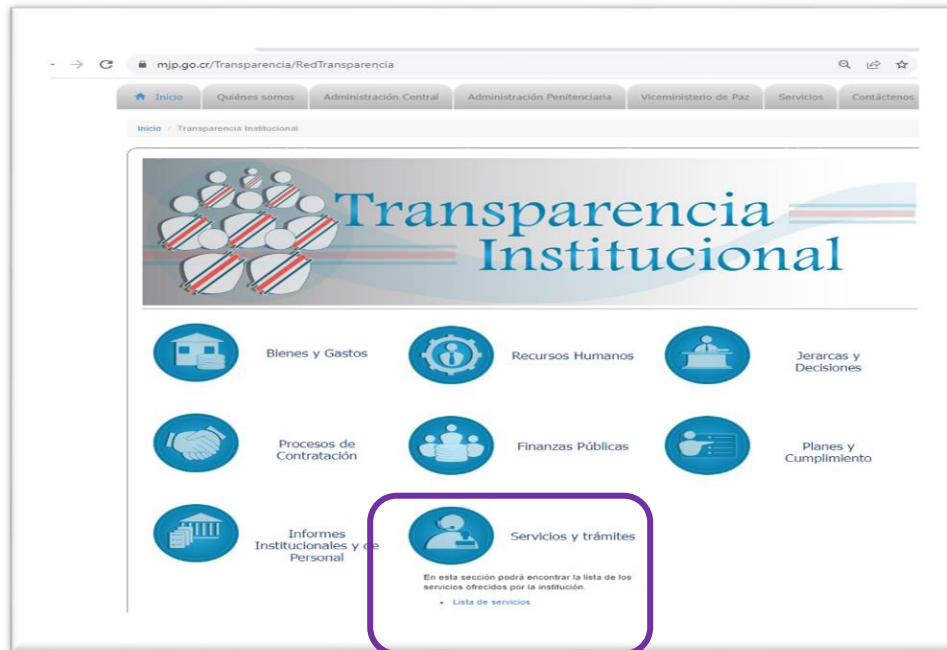 mjp.go.cr/Transparencia/RedTransparencia
Inicio
Quiénes somos
Administración Central
Administración Penitenciaria
Viceministerio de Paz
Servicios
Contáctenos
Inicio / Transparencia Institucional
Transparencia
Institucional
Bienes y Gastos
Recursos Humanos
Jerarcas y
Decisiones
Procesos de
Contratación
Finanzas Públicas
Planes y
Cumplimiento
Informes
Institucionales y de
Personal
Servicios y trámites
En esta sección podrá encontrar la lista de los
servicios ofrecidos por la institución.
• Lista de servicios